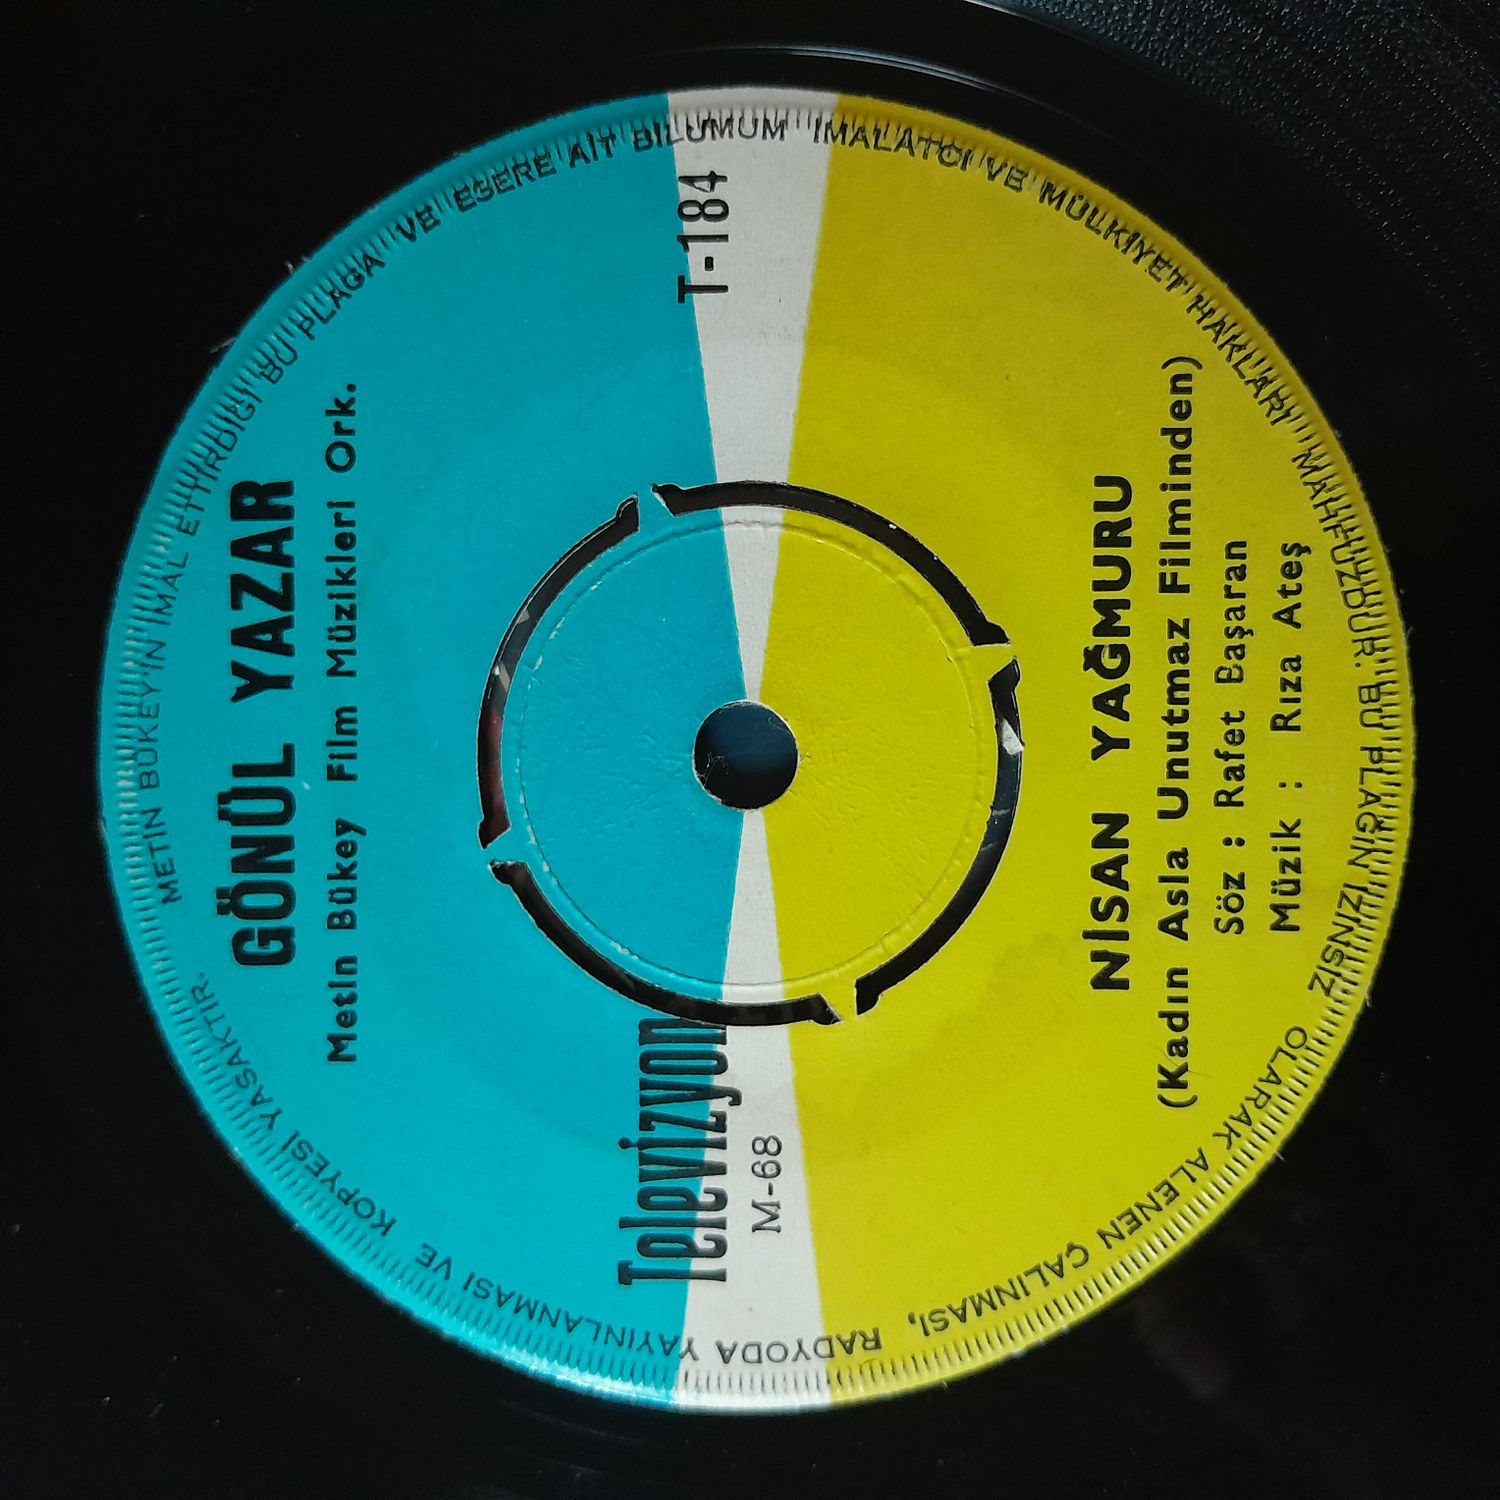 METİN BÜKEY'İN İMAL ETTİRDİĞİ BU PLAĞA VE ESERE AİT BİLUMUM İMALATCI VE MÜLKİYET HAKLARI MAHFUZDUR. BU PLAĞIN İZİNSİZ OLARAK ALENEN ÇALINMASI, RADYODA YAYINLANMASI VE KOPYESİ YASAKTIR.
GÖNÜL YAZAR
Metin Bükey Film Müzikleri Ork.
Televizyon
T-184
M-68
NİSAN YAĞMURU
(Kadın Asla Unutmaz Filminden)
Söz : Rafet Başaran
Müzik : Rıza Ateş